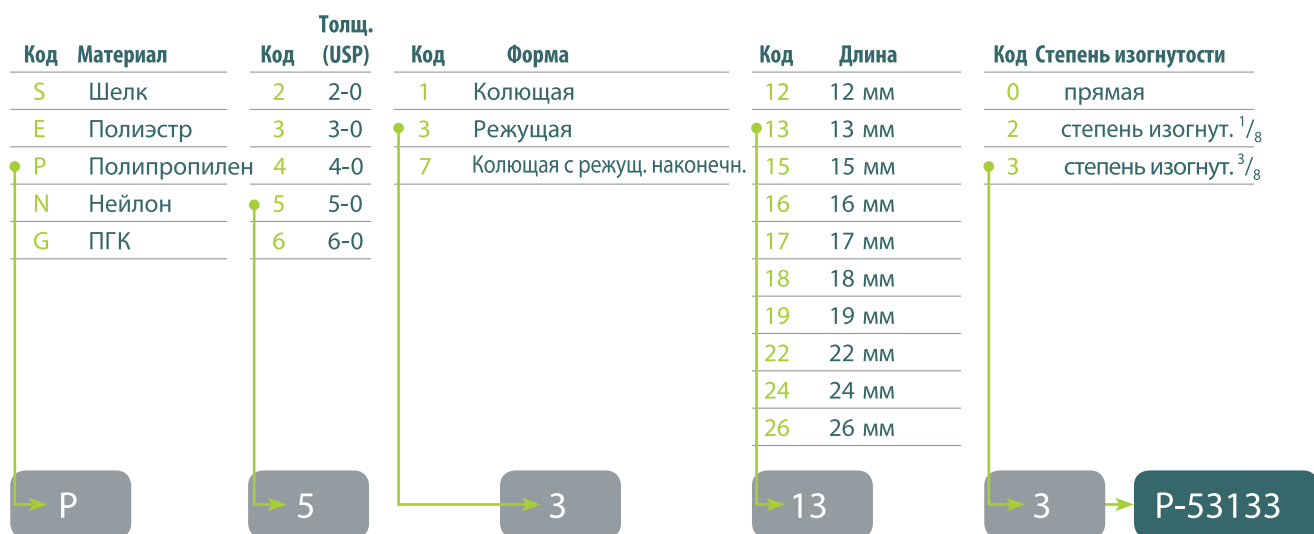 Толщ.
Код Материал Код (USP) Код Форма Код Длина Код Степень изогнутости
S Шелк 2 2-0 1 Колющая 12 12 мм 0 прямая
E Полиэстр 3 3-0 3 Режущая 13 13 мм 2 степень изогнут. 1/8
P Полипропилен 4 4-0 7 Колющая с режущ. наконечн. 15 15 мм 3 степень изогнут. 3/8
N Нейлон 5 5-0 16 16 мм
G ПГК 6 6-0 17 17 мм
18 18 мм
19 19 мм
22 22 мм
24 24 мм
26 26 мм
P 5 3 13 3 P-53133